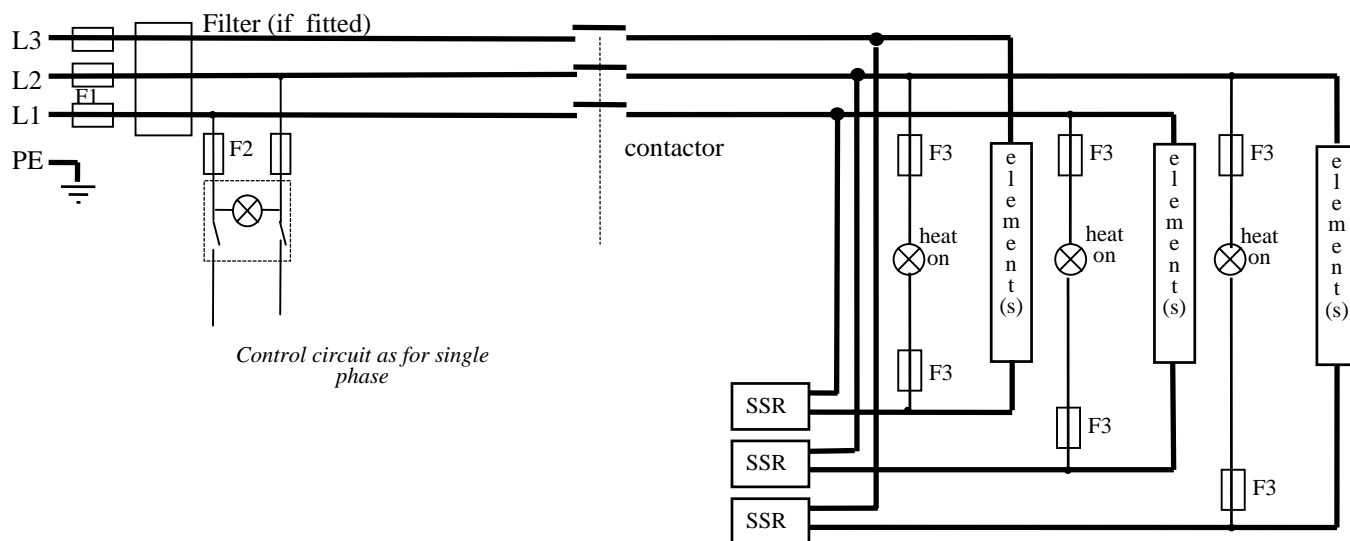 Filter (if fitted)
L3
L2
F1
L1
PE
F2
contactor
Control circuit as for single
phase
F3
element(s)
F3
element(s)
F3
element(s)
heat
on
heat
on
heat
on
F3
F3
F3
SSR
SSR
SSR